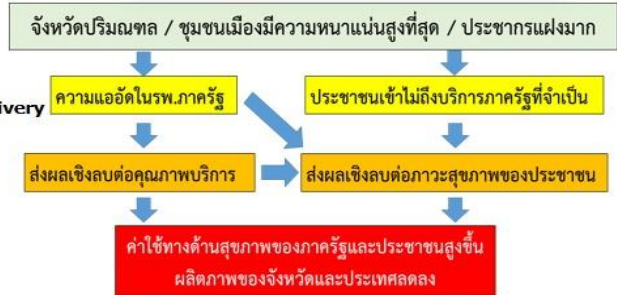 จังหวัดปริมณฑล / ชุมชนเมืองมีความหนาแน่นสูงที่สุด / ประชากรแฝงมาก
ivery
ความแออัดในรพ.ภาครัฐ
ประชาชนเข้าไม่ถึงบริการภาครัฐที่จำเป็น
ส่งผลเชิงลบต่อคุณภาพบริการ
ส่งผลเชิงลบต่อภาวะสุขภาพของประชาชน
ค่าใช้ทางด้านสุขภาพของภาครัฐและประชาชนสูงขึ้น
ผลิตภาพของจังหวัดและประเทศลดลง